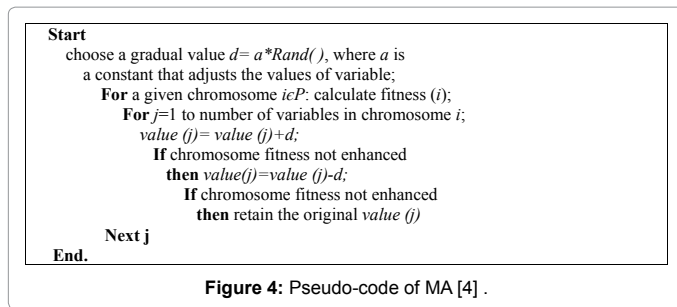 Start
choose a gradual value d= a*Rand( ), where a is
a constant that adjusts the values of variable;
For a given chromosome iϵP: calculate fitness (i);
For j=1 to number of variables in chromosome i;
value (j)= value (j)+d;
If chromosome fitness not enhanced
then value(j)=value (j)-d;
If chromosome fitness not enhanced
then retain the original value (j)
Next j
End.
Figure 4: Pseudo-code of MA [4] .